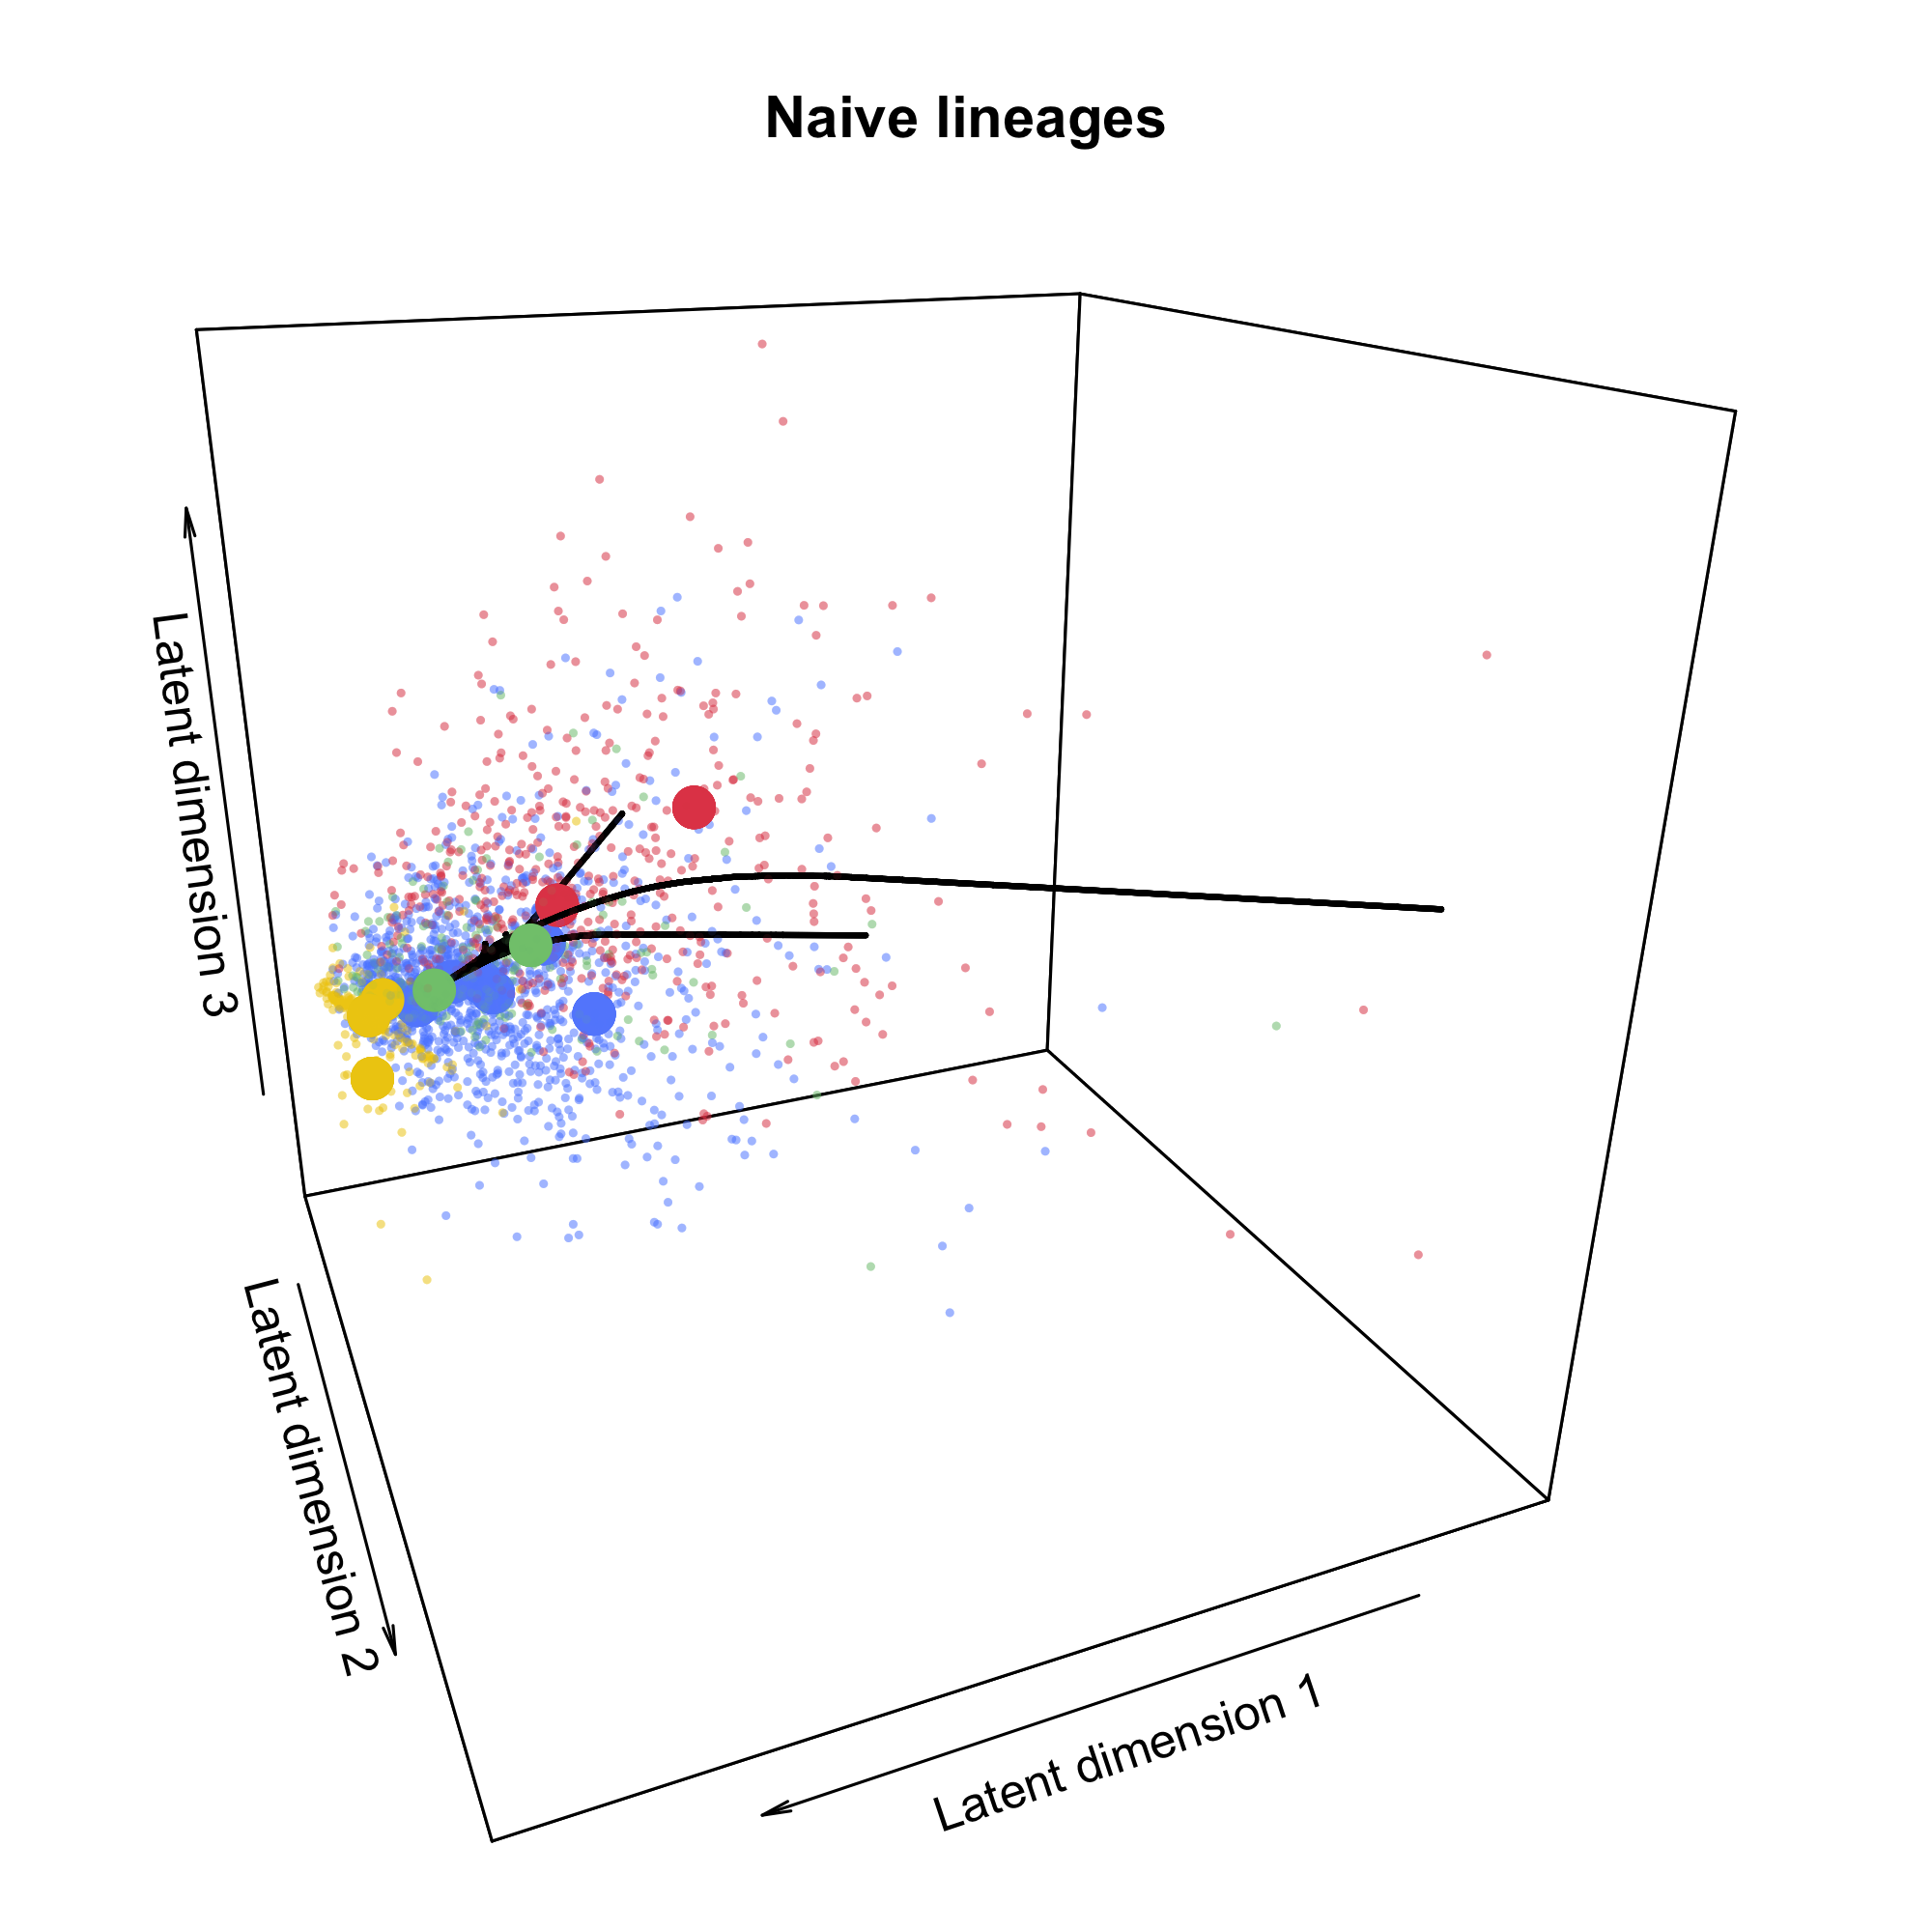 Naive lineages
Latent dimension 3
Latent dimension 2
Latent dimension 1